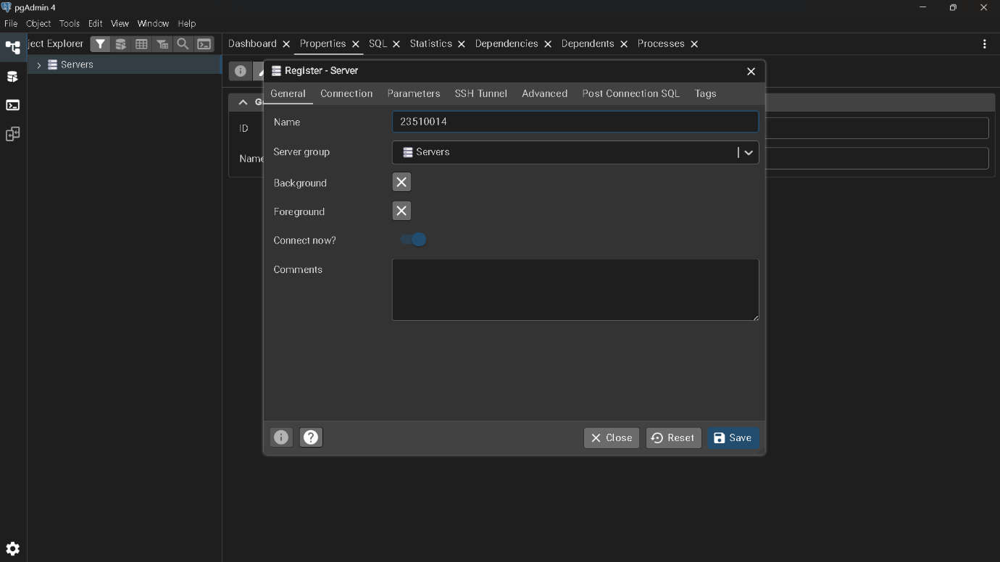 pgAdmin 4
File Object Tools Edit View Window Help
ject Explorer
Dashboard Properties SQL Statistics Dependencies Dependents Processes
Servers
Register - Server
General Connection Parameters SSH Tunnel Advanced Post Connection SQL Tags
G
ID
Name
Name 23510014
Server group Servers
Background
Foreground
Connect now?
Comments
Close Reset Save